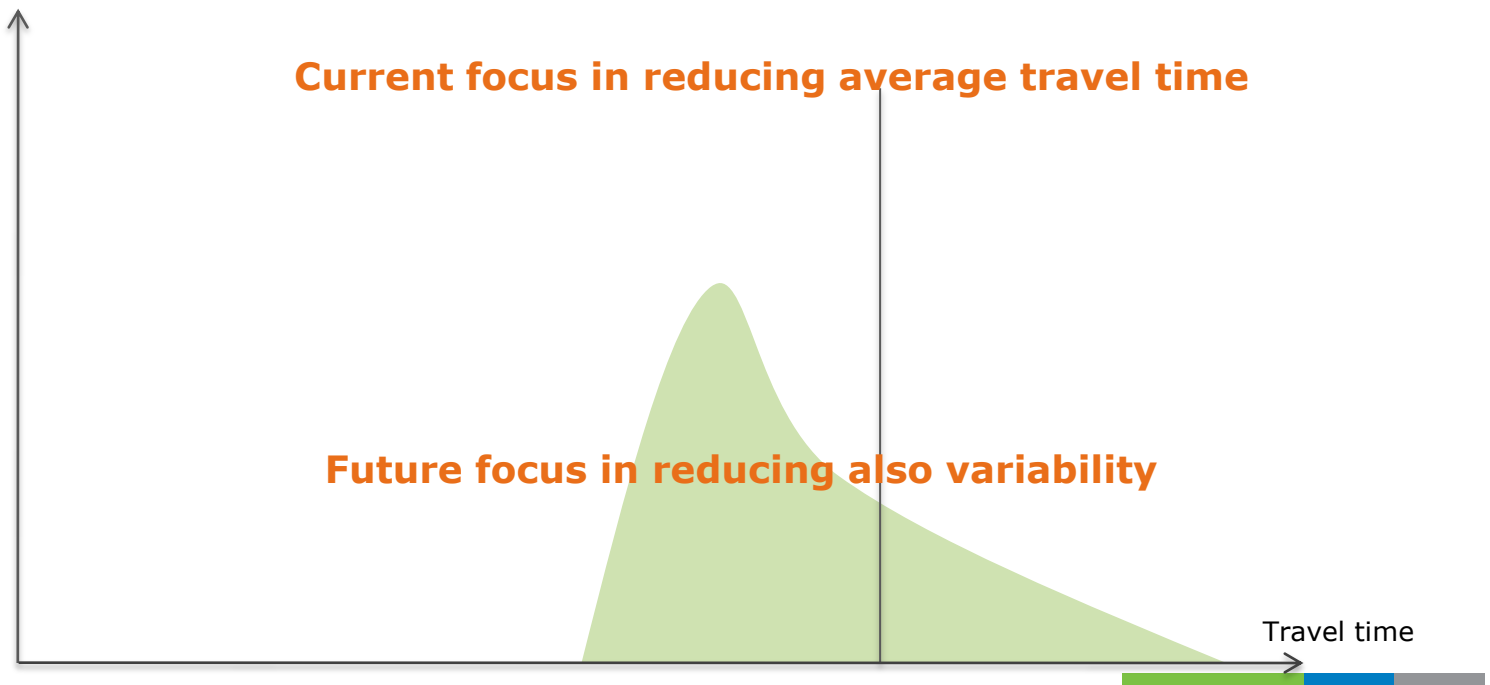 Current focus in reducing average travel time
Future focus in reducing also variability
Travel time